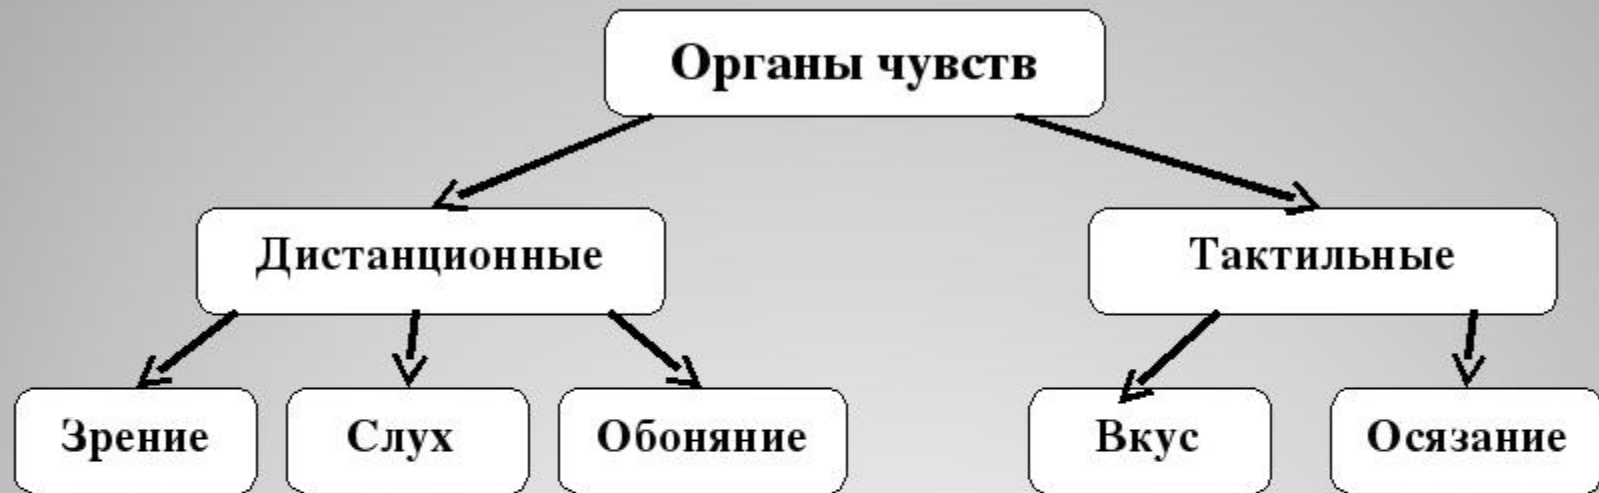 Органы чувств
Дистанционные
Тактильные
Зрение
Слух
Обоняние
Вкус
Осязание